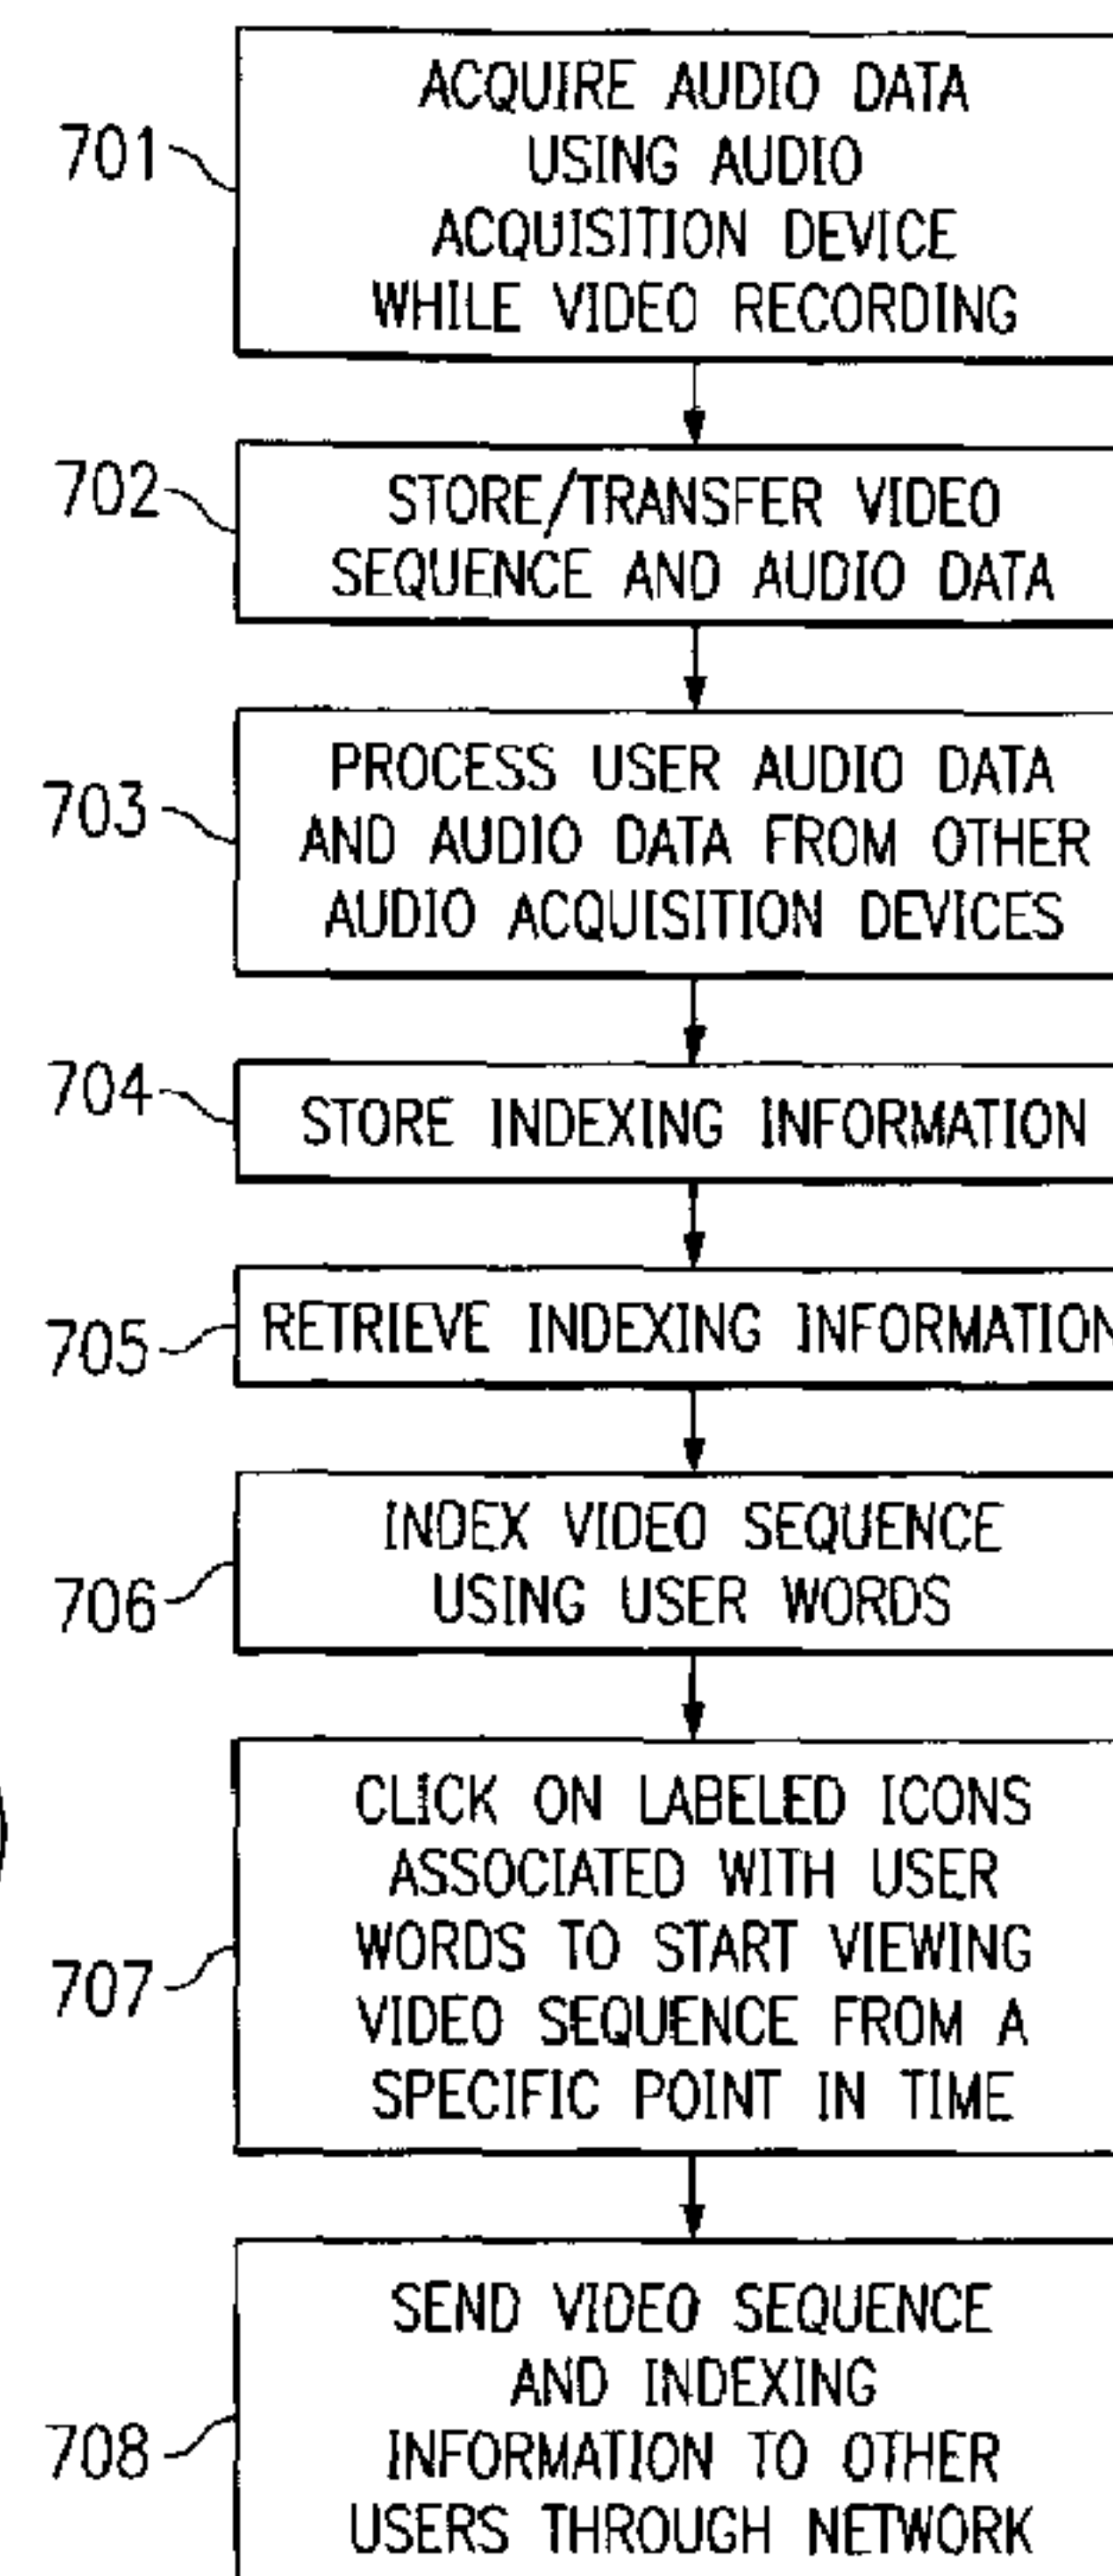 701
ACQUIRE AUDIO DATA
USING AUDIO
ACQUISITION DEVICE
WHILE VIDEO RECORDING
702
STORE/TRANSFER VIDEO
SEQUENCE AND AUDIO DATA
703
PROCESS USER AUDIO DATA
AND AUDIO DATA FROM OTHER
AUDIO ACQUISITION DEVICES
704
STORE INDEXING INFORMATION
705
RETRIEVE INDEXING INFORMATION
706
INDEX VIDEO SEQUENCE
USING USER WORDS
707
CLICK ON LABELED ICONS
ASSOCIATED WITH USER
WORDS TO START VIEWING
VIDEO SEQUENCE FROM A
SPECIFIC POINT IN TIME
708
SEND VIDEO SEQUENCE
AND INDEXING
INFORMATION TO OTHER
USERS THROUGH NETWORK